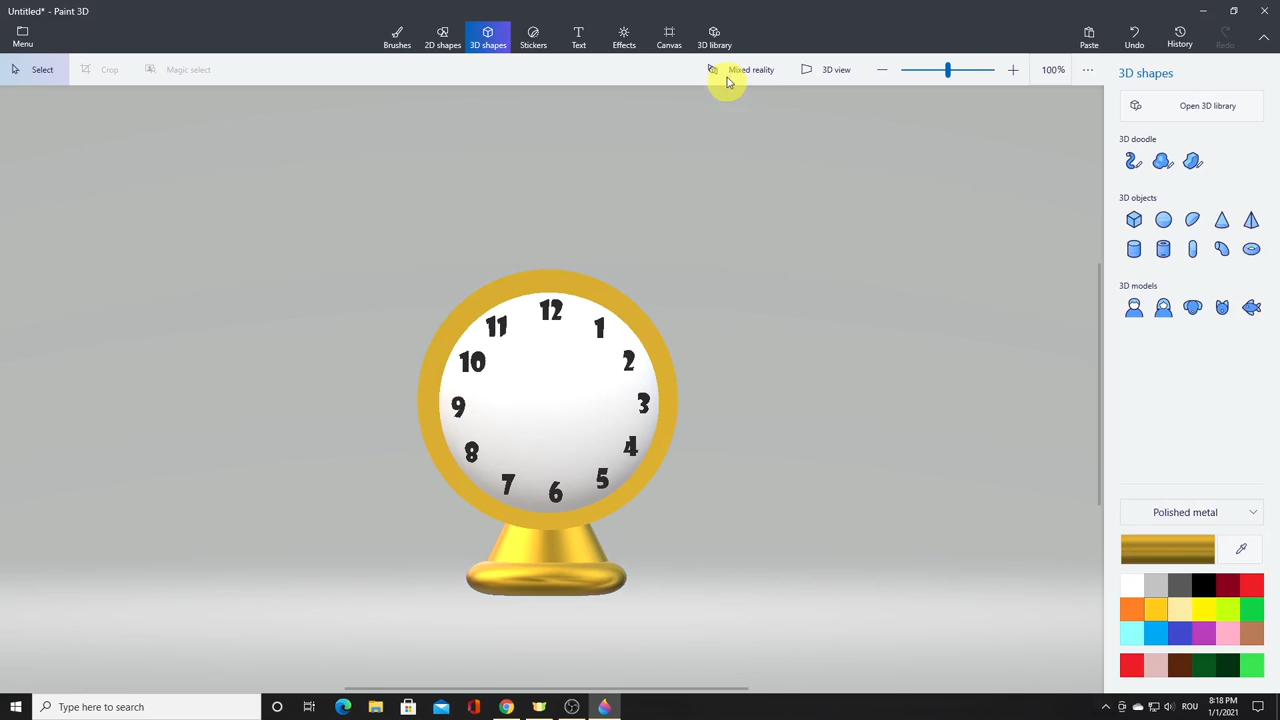 Untitled* - Paint 3D
Menu
Brushes
2D shapes
3D shapes
Stickers
Text
Effects
Canvas
3D library
Paste
Undo
History
Redo
Select
Crop
Magic select
Mixed reality
3D view
100%
3D shapes
Open 3D library
3D doodle
3D objects
3D models
12
11
1
10
2
9
3
8
4
7
5
6
Polished metal
Type here to search
ROU
8:18 PM
1/1/2021